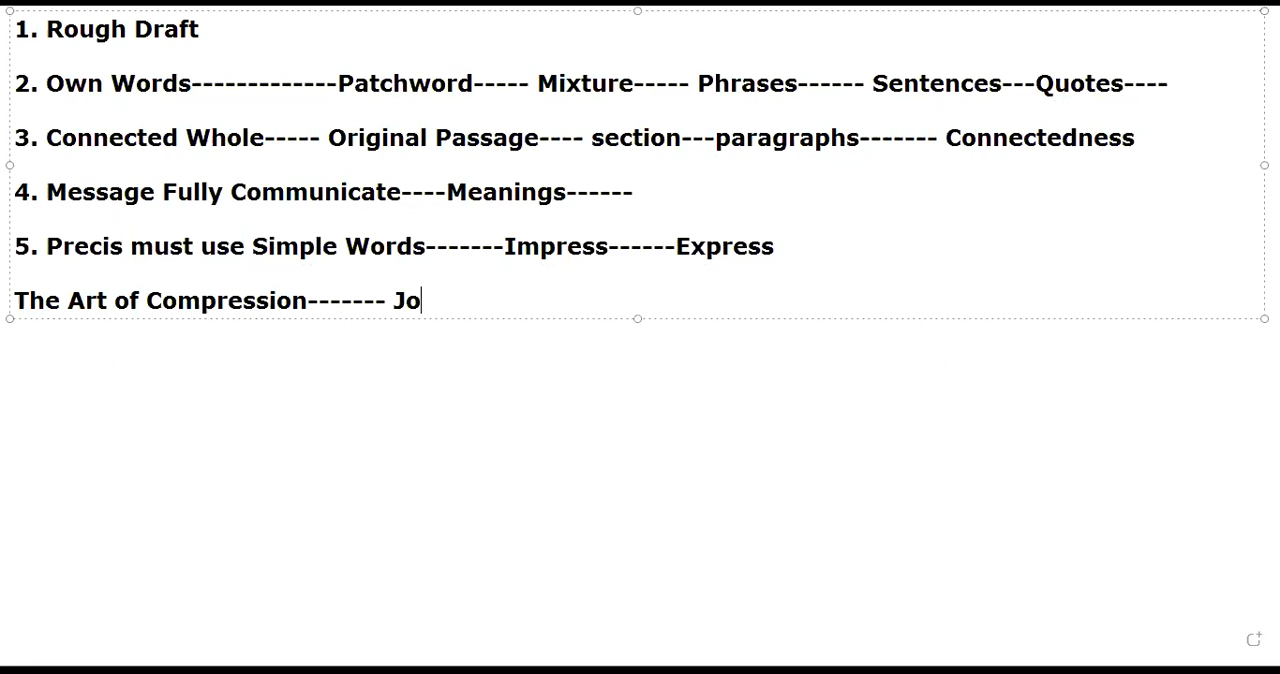 1. Rough Draft
2. Own Words-------------Patchword----- Mixture----- Phrases------ Sentences---Quotes----
3. Connected Whole----- Original Passage---- section---paragraphs------- Connectedness
4. Message Fully Communicate----Meanings------
5. Precis must use Simple Words-------Impress------Express
The Art of Compression------- Jo